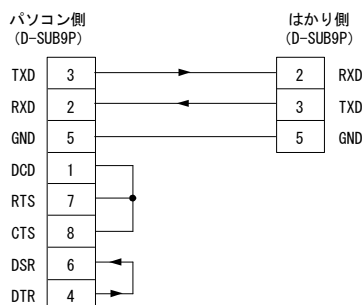 パソコン側 はかり側
(D-SUB9P) (D-SUB9P)
TXD 3 2 RXD
RXD 2 3 TXD
GND 5 5 GND
DCD 1
RTS 7
CTS 8
DSR 6
DTR 4